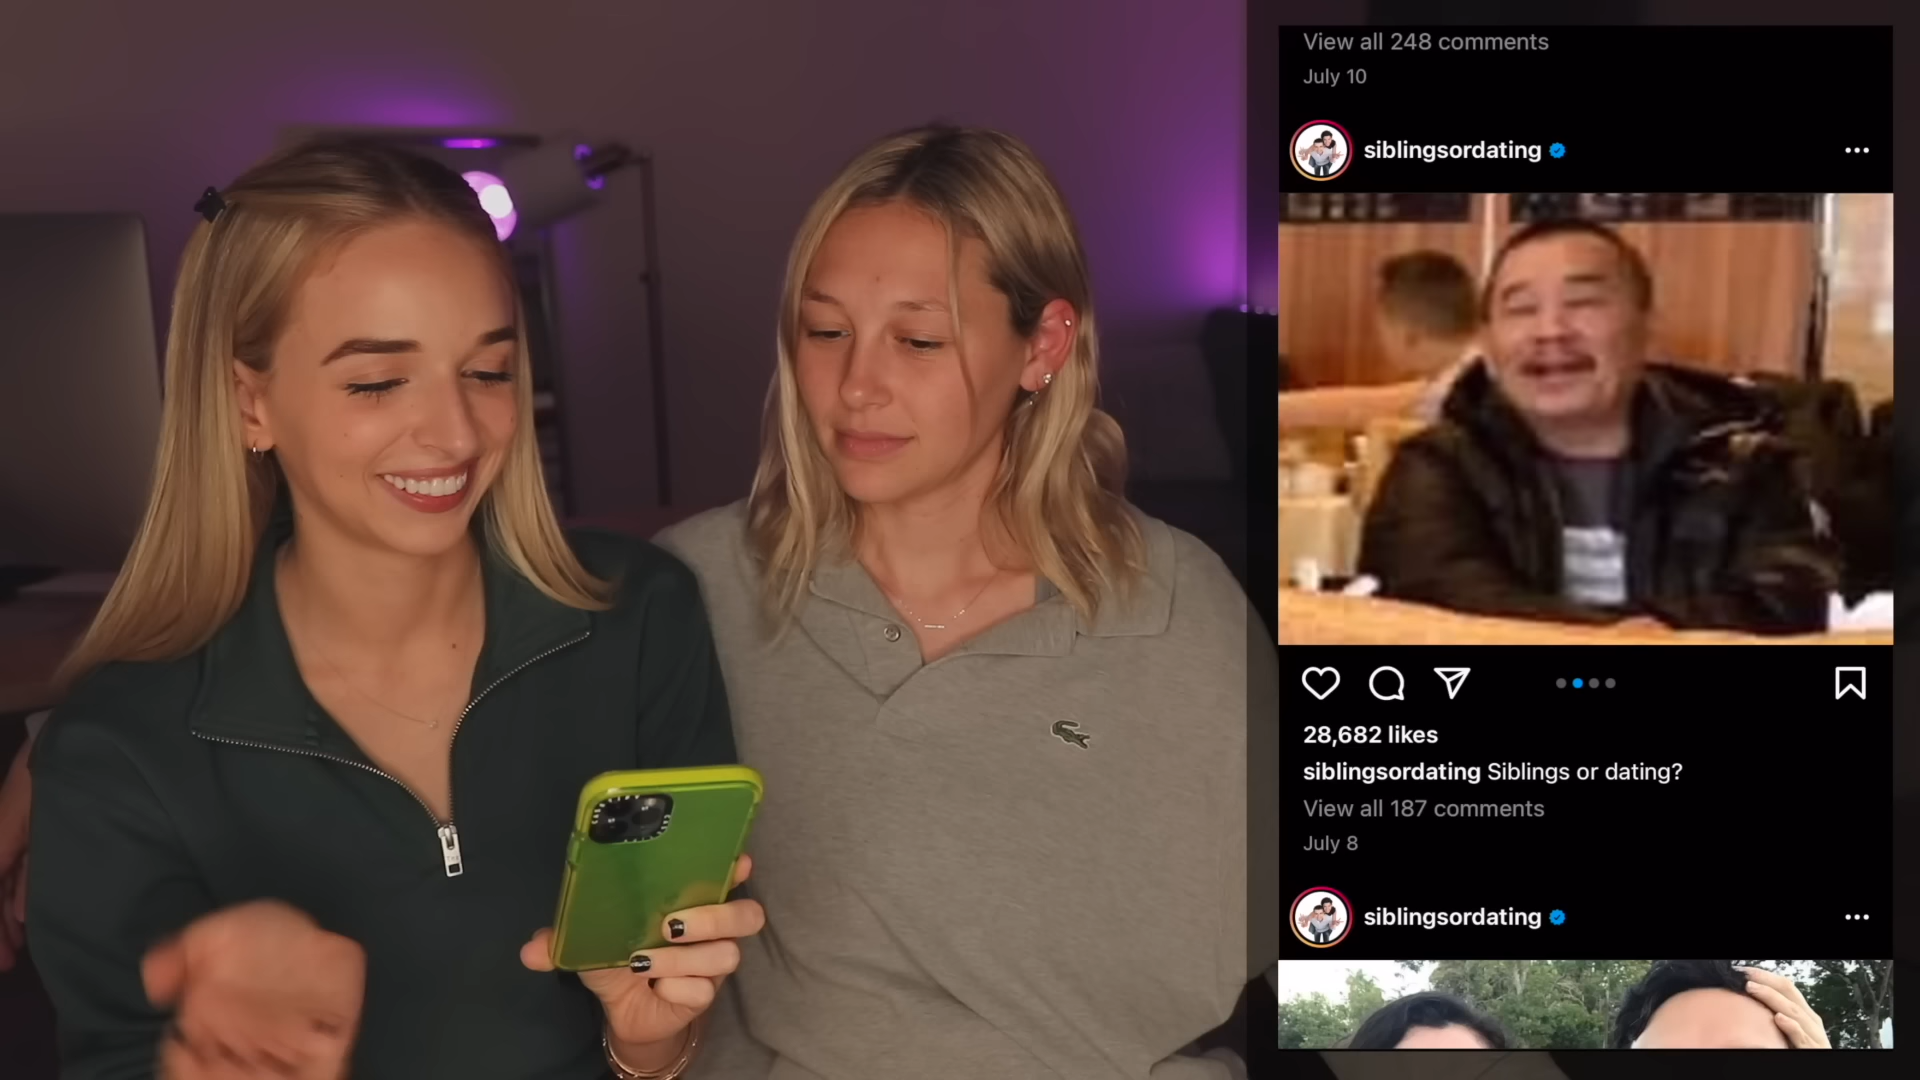 View all 248 comments
July 10
siblingsordating
28,682 likes
siblingsordating Siblings or dating?
View all 187 comments
July 8
siblingsordating